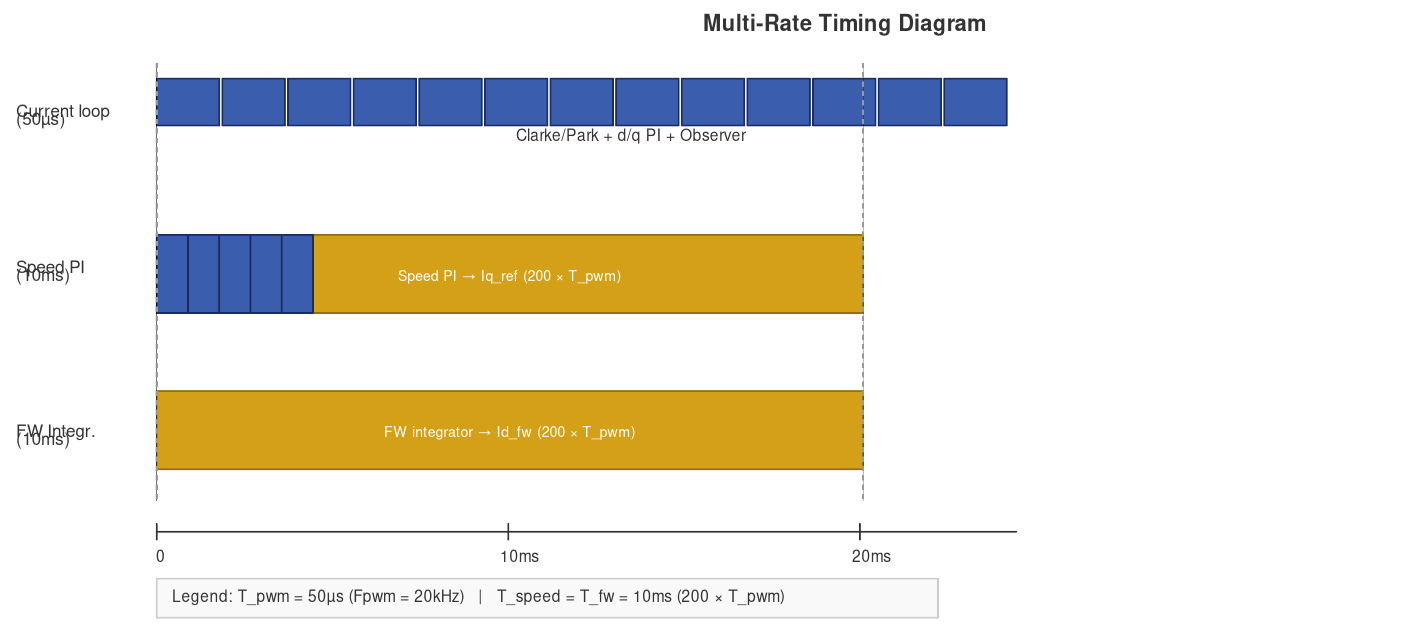 Multi-Rate Timing Diagram
Current loop
(50µs)
Clarke/Park + d/q PI + Observer
Speed PI
(10ms)
Speed PI → Iq_ref (200 × T_pwm)
FW Integr.
(10ms)
FW integrator → Id_fw (200 × T_pwm)
0
10ms
20ms
Legend: T_pwm = 50µs (Fpwm = 20kHz) | T_speed = T_fw = 10ms (200 × T_pwm)